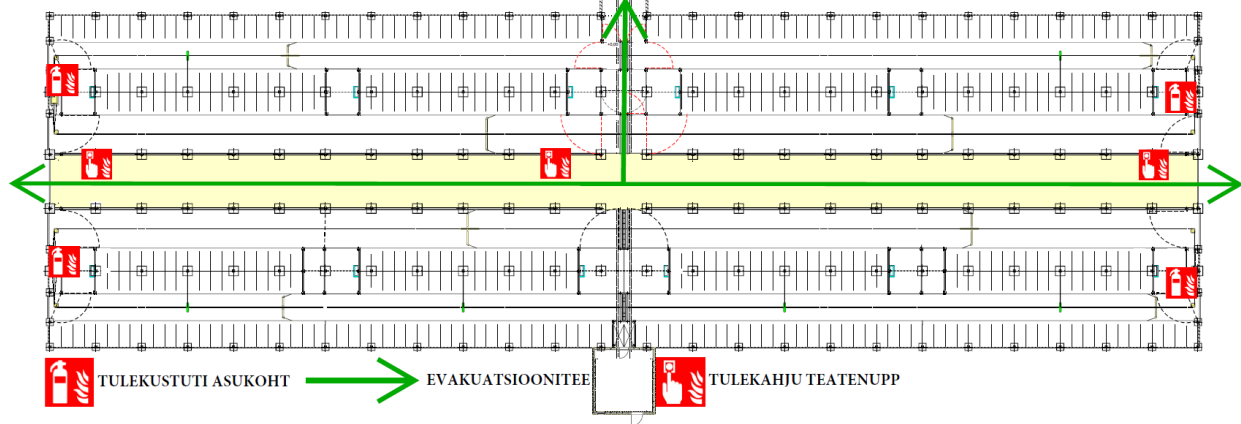 TULEKUSTUTI ASUKOHT
EVAKUATSIOONITEE
TULEKAHJU TEATENUPP